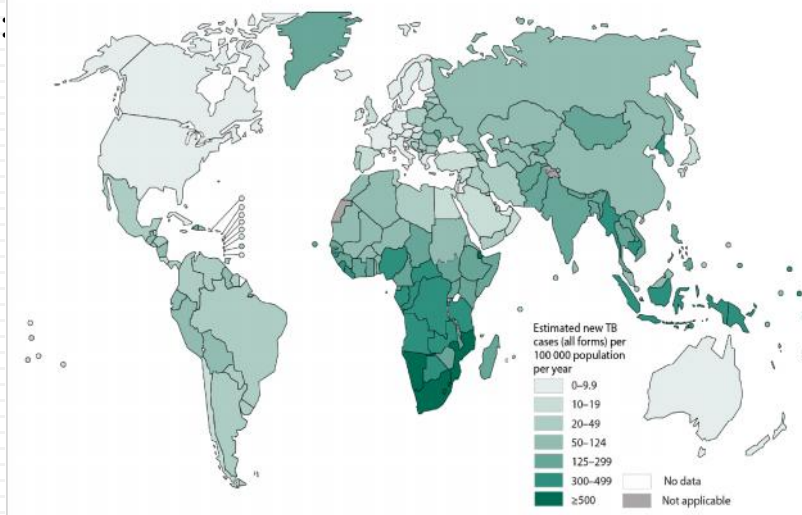 Estimated new TB
cases (all forms) per
100 000 population
per year
0–9.9
10–19
20–49
50–124
125–299
300–499
≥500
No data
Not applicable